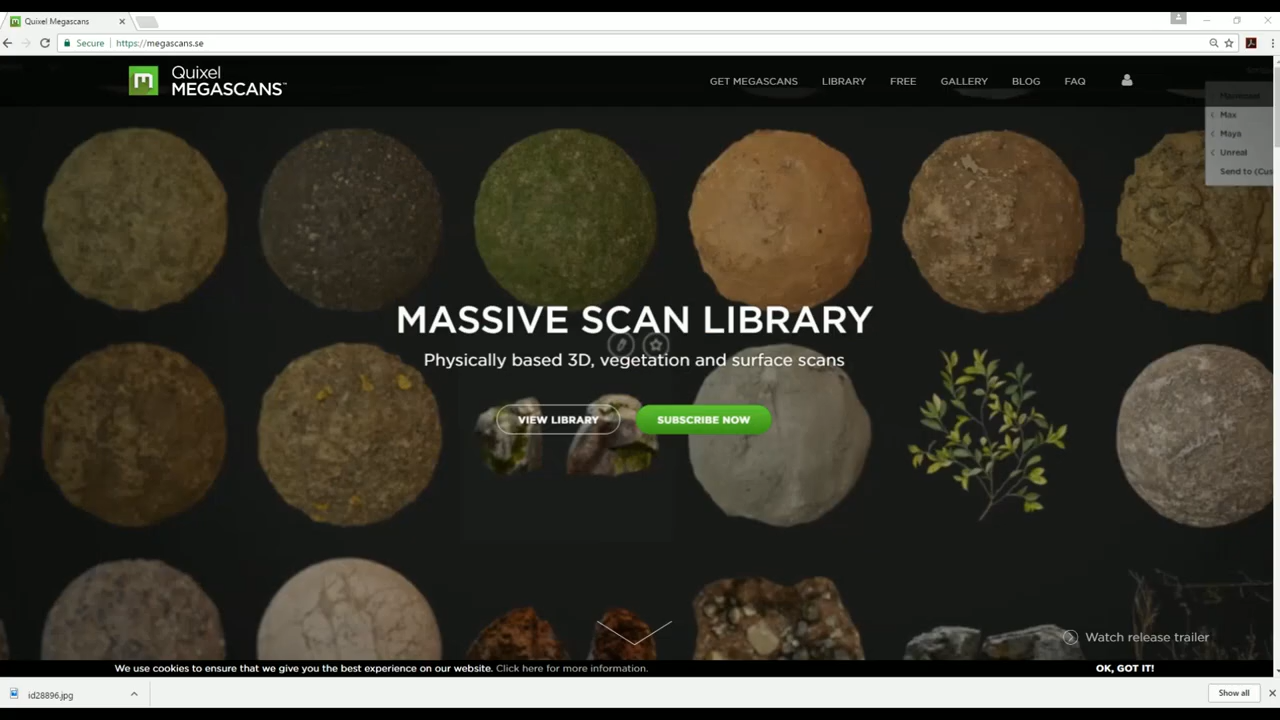 Quixel Megascans
Secure
https://megascans.se
Quixel
MEGASCANS™
GET MEGASCANS
LIBRARY
FREE
GALLERY
BLOG
FAQ
Max
Maya
Unreal
Send to (Cus
MASSIVE SCAN LIBRARY
Physically based 3D, vegetation and surface scans
VIEW LIBRARY
SUBSCRIBE NOW
Watch release trailer
We use cookies to ensure that we give you the best experience on our website. Click here for more information.
OK, GOT IT!
id28896.jpg
Show all